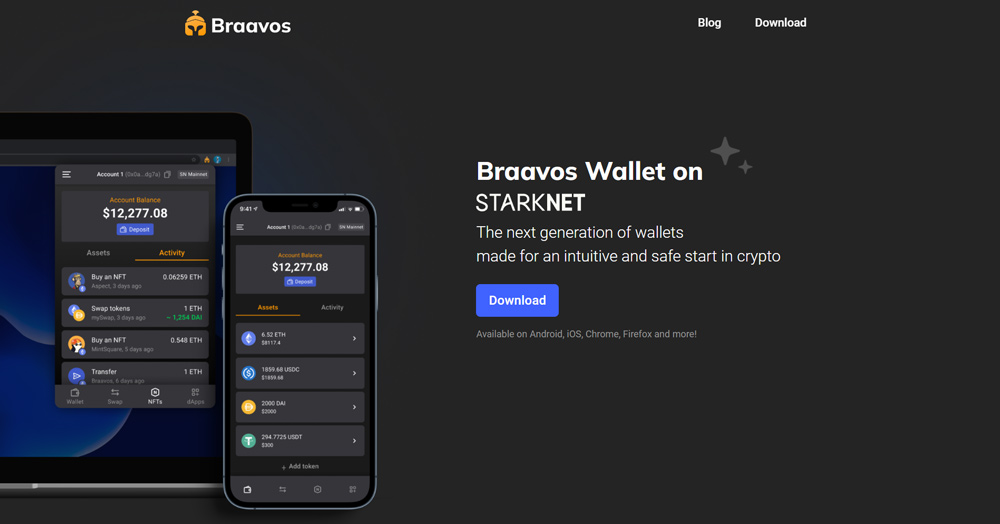 Braavos
Blog
Download
Braavos Wallet on
STARKNET
The next generation of wallets
made for an intuitive and safe start in crypto
Download
Available on Android, iOS, Chrome, Firefox and more!
Account 1 (0x0a... dg7a)
SN Mainnet
Account Balance
$12,277.08
Deposit
Assets
Activity
Buy an NFT
0.06259 ETH
Aspect, 3 days ago
Swap tokens
1 ETH
mySwap, 3 days ago
~ 1,254 DAI
Buy an NFT
0.548 ETH
MintSquare, 5 days ago
Transfer
1 ETH
Braavos, 6 days ago
Wallet
Swap
NFTs
dApps
9:41
Account 1 (0x0a... dg7a)
SN Mainnet
Account Balance
$12,277.08
Deposit
Assets
Activity
6.52 ETH
$8117.4
1859.68 USDC
$1859.68
2000 DAI
$2000
294.7725 USDT
$300
+ Add token